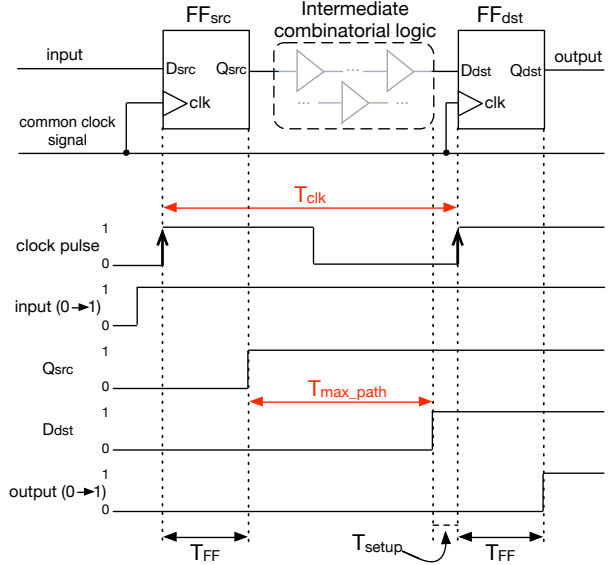 FFsrc
Intermediate
combinatorial logic
FFdst
input
Dsrc
Qsrc
...
...
...
Ddst
Qdst
output
clk
clk
common clock
signal
Tclk
clock pulse
1
0
input (0→1)
1
0
Qsrc
1
0
Tmax_path
Ddst
1
0
output (0→1)
1
0
TFF
Tsetup
TFF